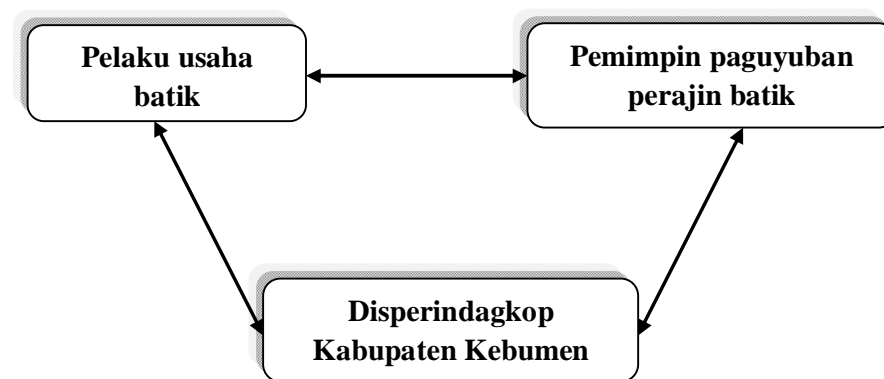 Pelaku usaha
batik
Pemimpin paguyuban
perajin batik
Disperindagkop
Kabupaten Kebumen